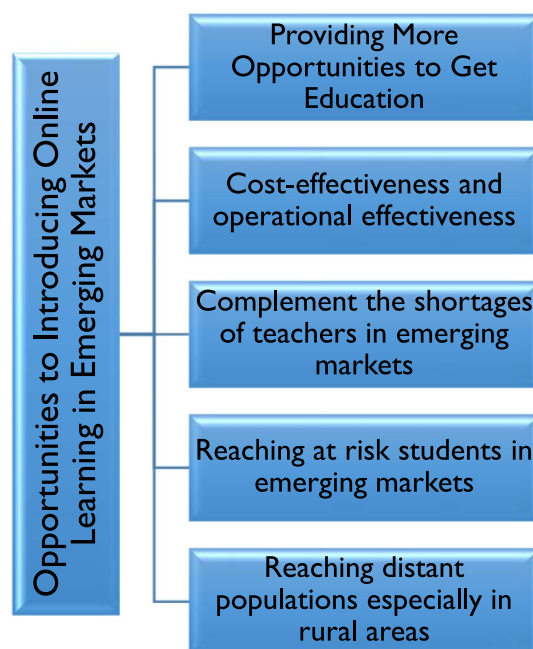 Opportunities to Introducing Online
Learning in Emerging Markets
Providing More
Opportunities to Get
Education
Cost-effectiveness and
operational effectiveness
Complement the shortages
of teachers in emerging
markets
Reaching at risk students in
emerging markets
Reaching distant
populations especially in
rural areas